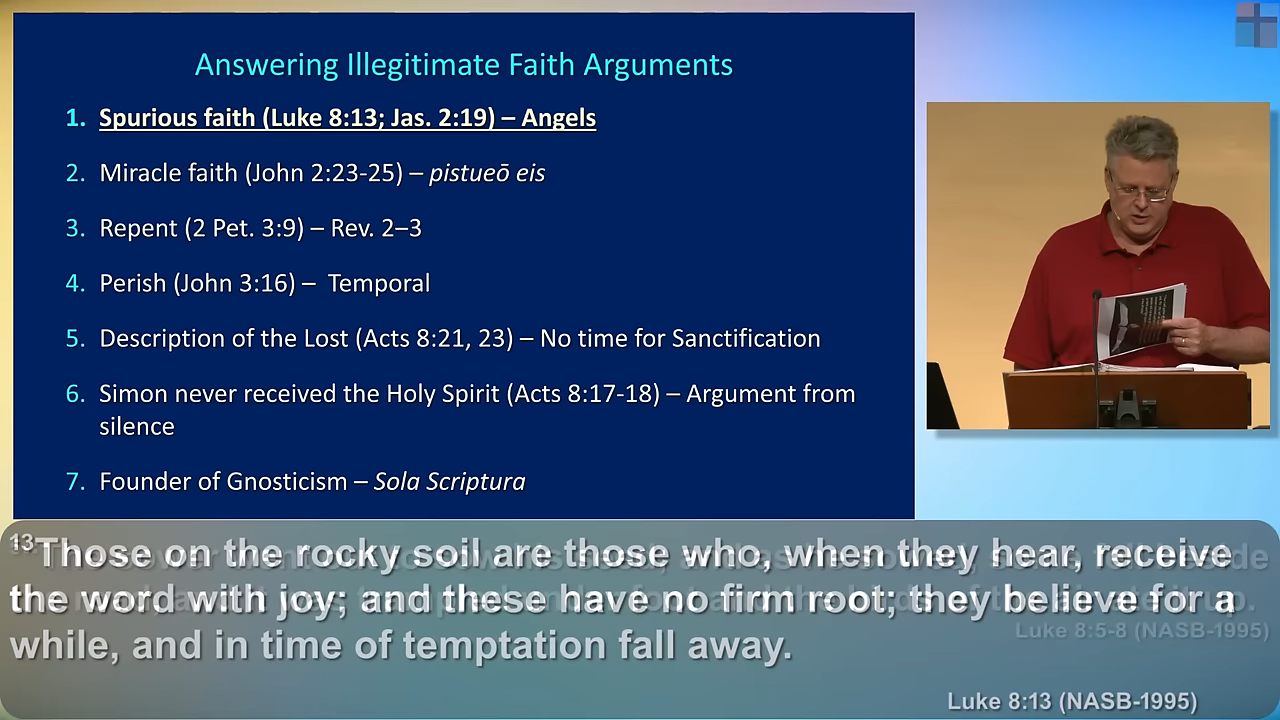 Answering Illegitimate Faith Arguments
1. Spurious faith (Luke 8:13; Jas. 2:19) – Angels
2. Miracle faith (John 2:23-25) – pistueō eis
3. Repent (2 Pet. 3:9) – Rev. 2–3
4. Perish (John 3:16) – Temporal
5. Description of the Lost (Acts 8:21, 23) – No time for Sanctification
6. Simon never received the Holy Spirit (Acts 8:17-18) – Argument from
silence
7. Founder of Gnosticism – Sola Scriptura
13 Those on the rocky soil are those who, when they hear, receive
the word with joy; and these have no firm root; they believe for a
while, and in time of temptation fall away.
Luke 8:5-8 (NASB-1995)
Luke 8:13 (NASB-1995)